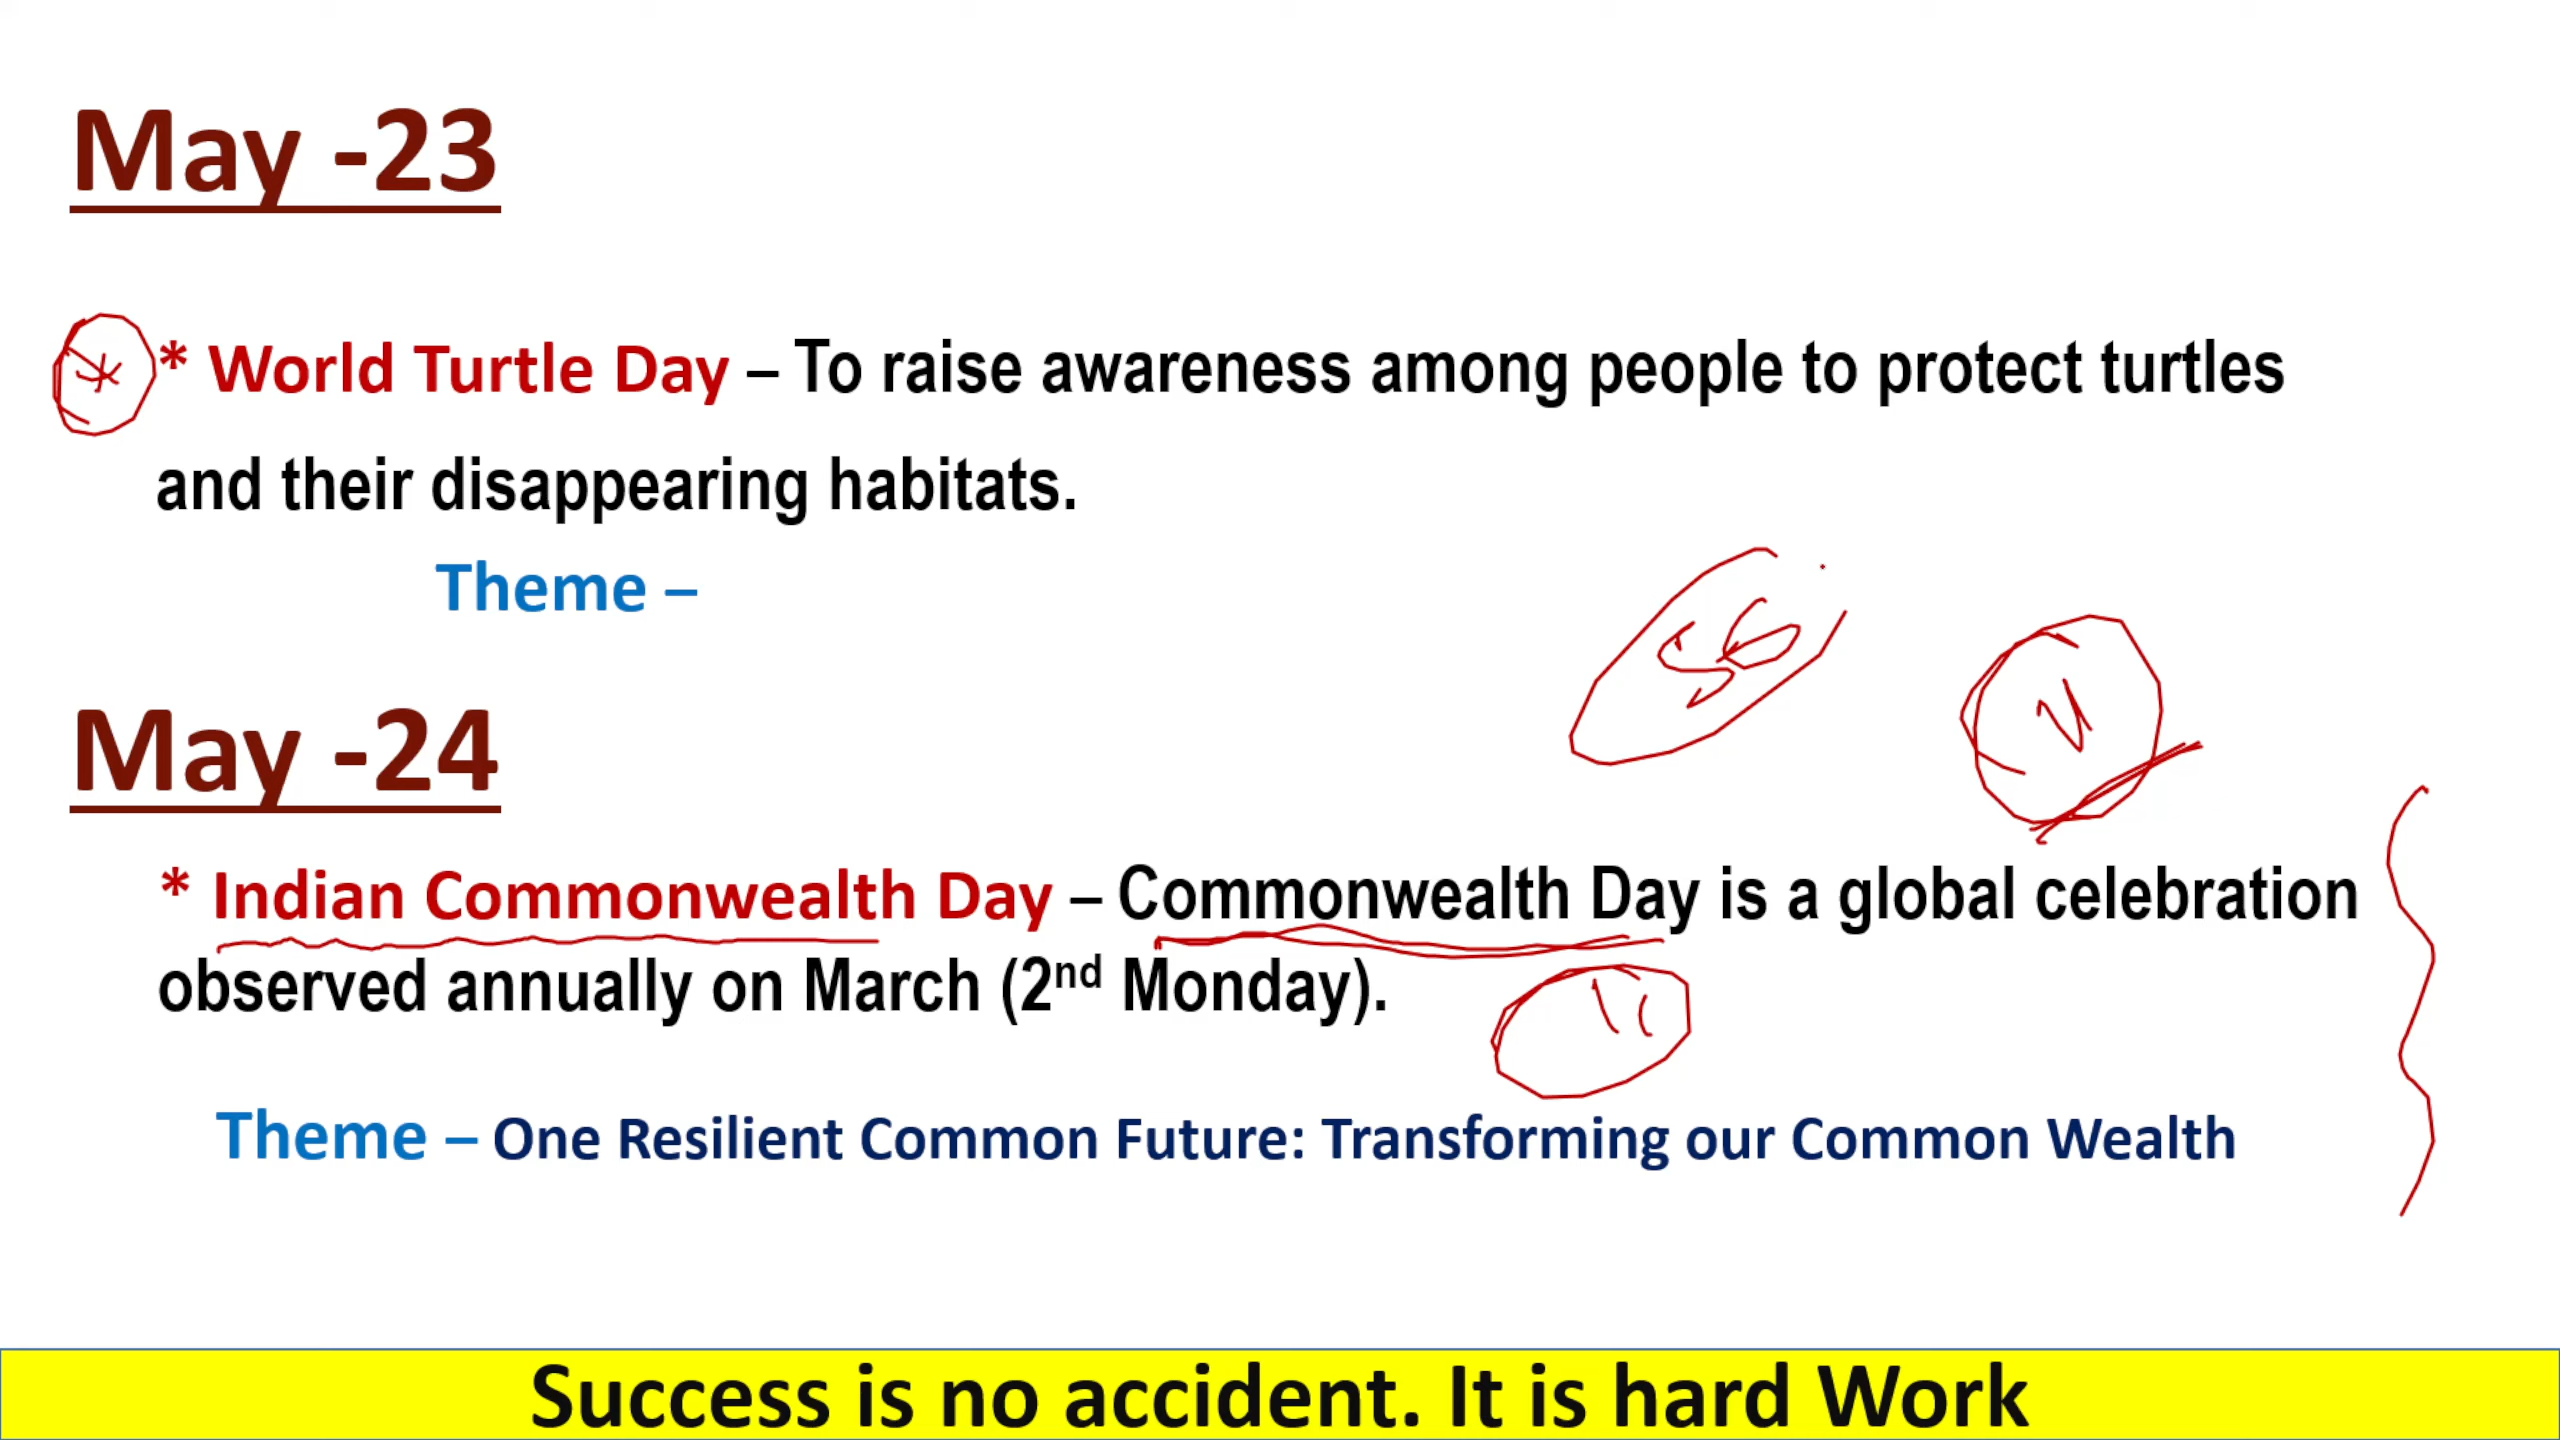 May -23
* World Turtle Day – To raise awareness among people to protect turtles
and their disappearing habitats.
Theme –
56
May -24
* Indian Commonwealth Day – Commonwealth Day is a global celebration
observed annually on March (2nd Monday).
Theme – One Resilient Common Future: Transforming our Common Wealth
Success is no accident. It is hard Work